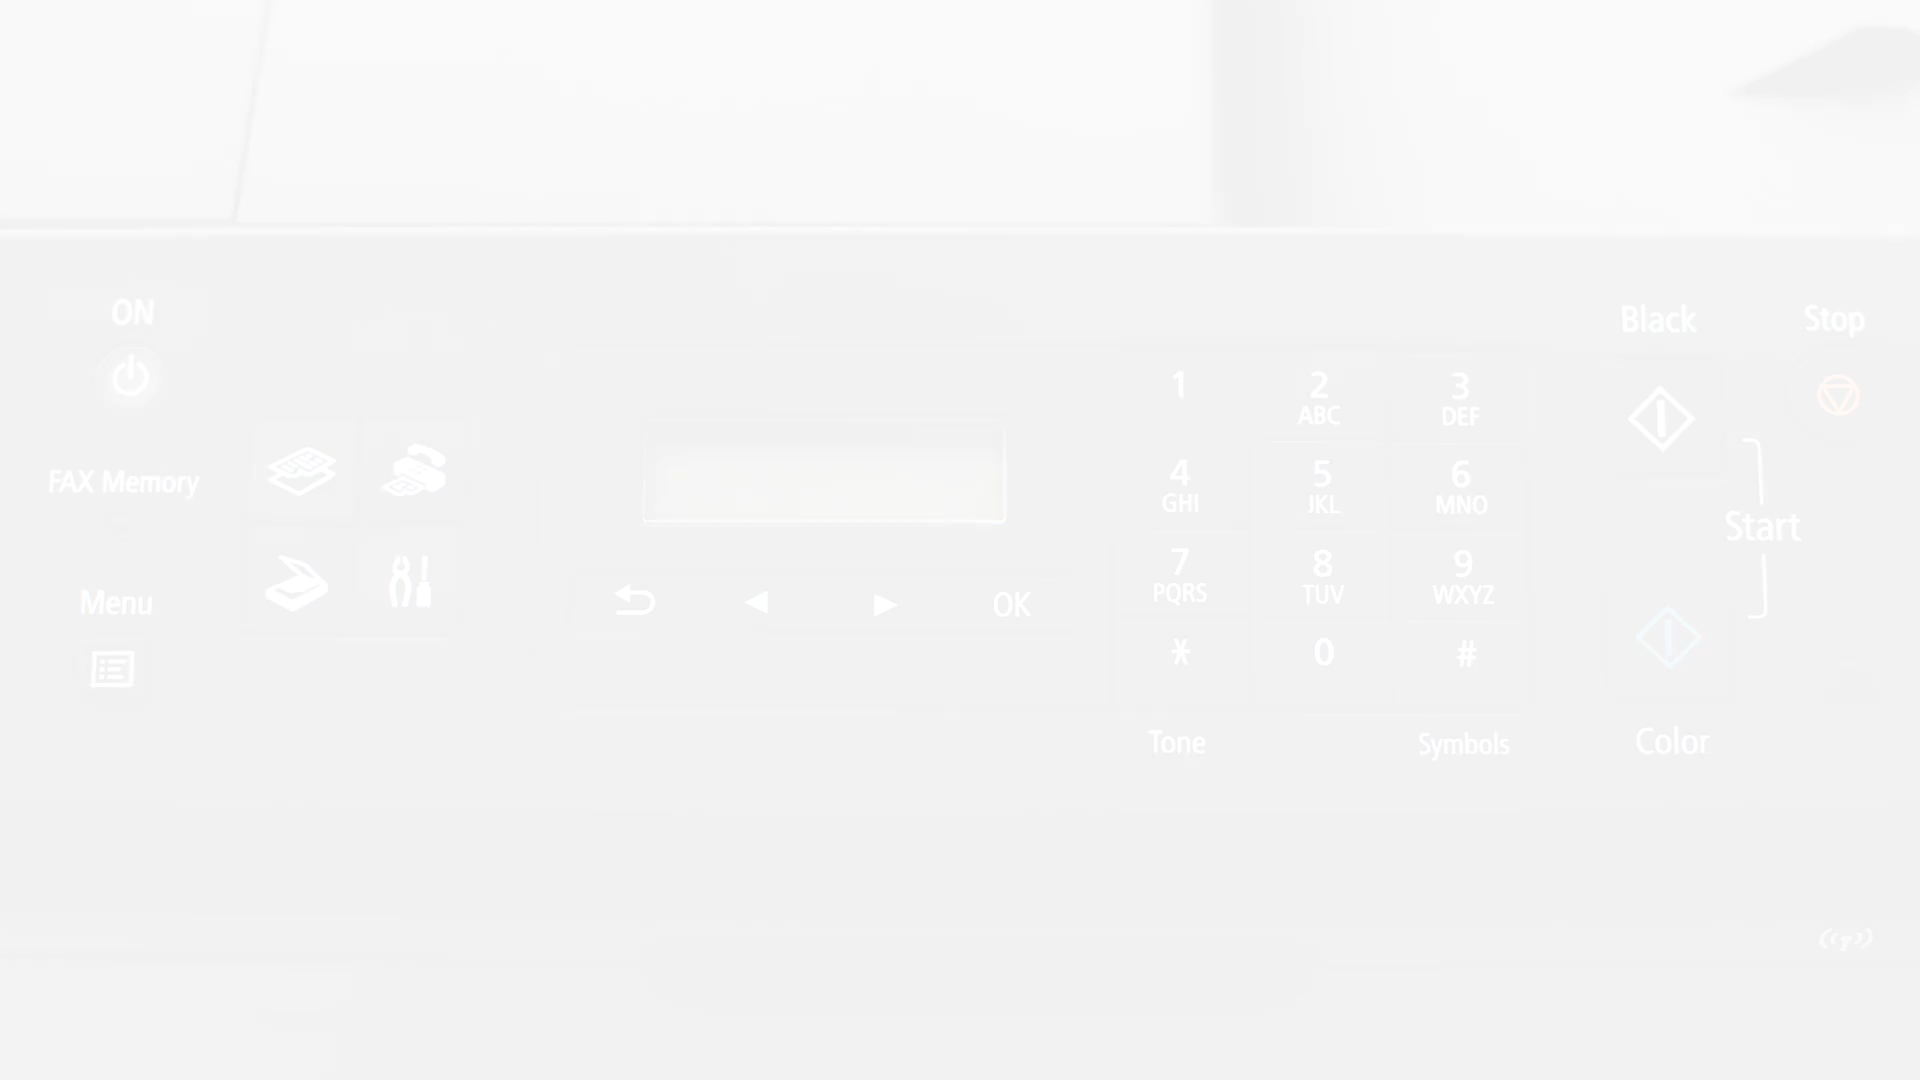 ON
Black
Stop
1
2
3
ABC
DEF
FAX Memory
4
5
6
GHI
JKL
MNO
Start
7
8
9
PQRS
TUV
WXYZ
Menu
OK
*
0
#
Tone
Symbols
Color